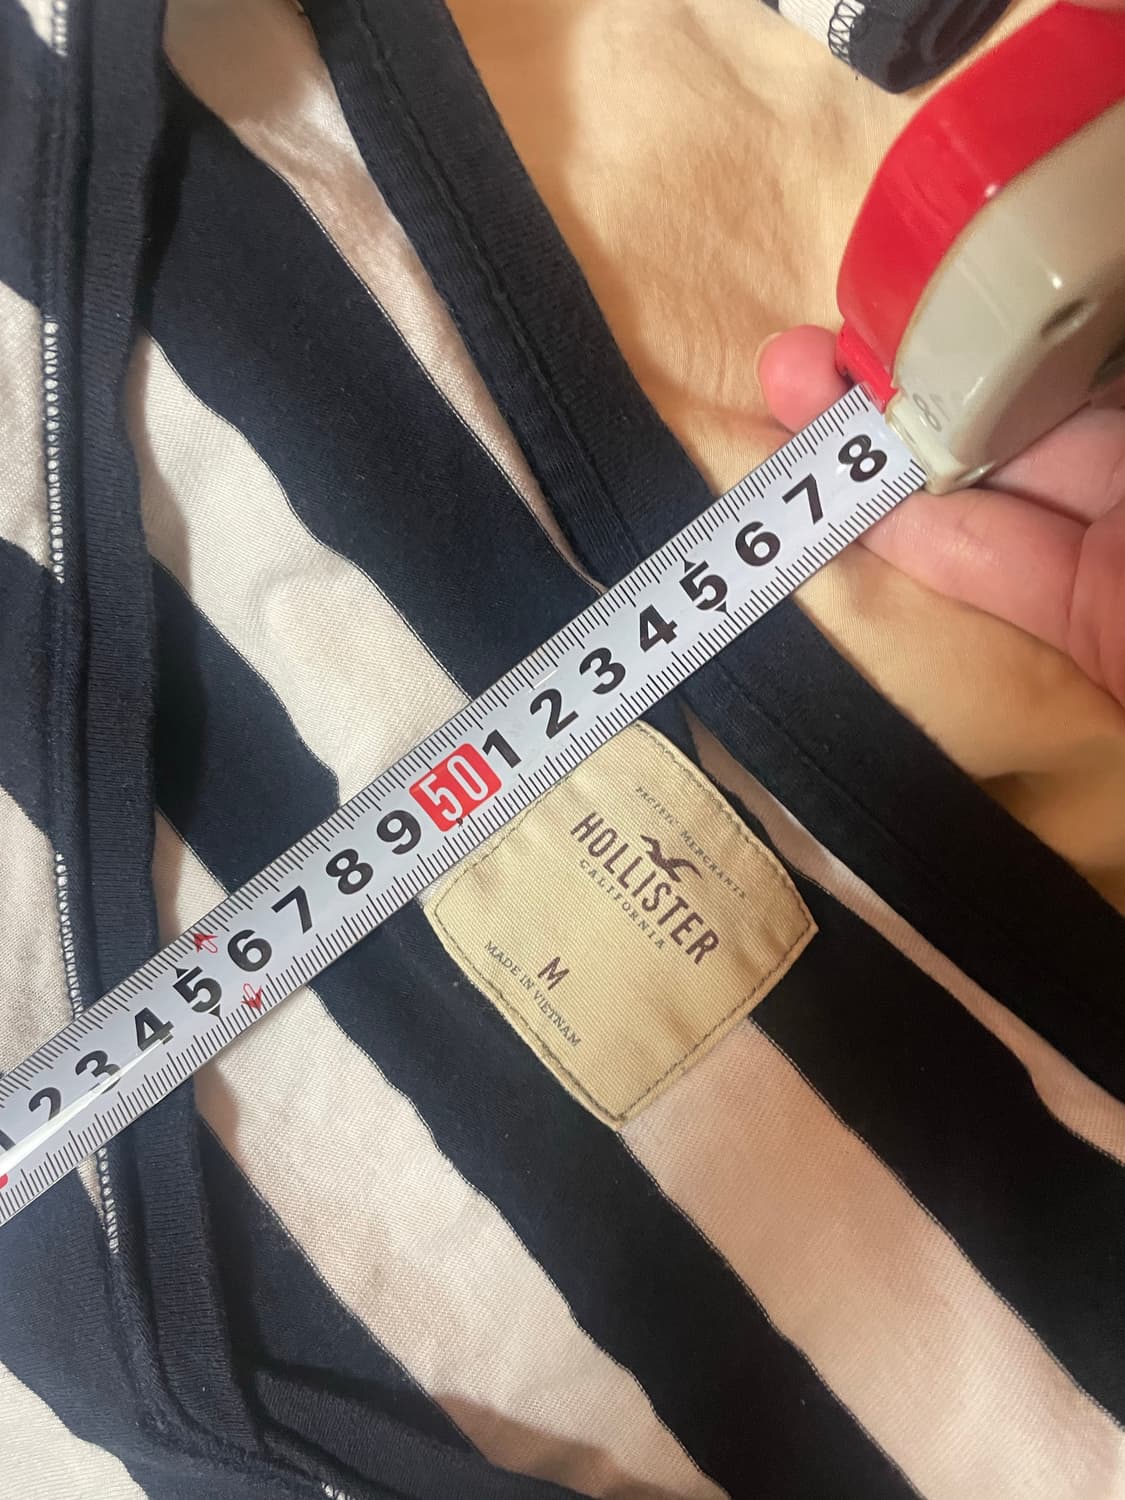 2 3 4 5 6 7 8 9 50 1 2 3 4 5 6 7 8
8
PACIFIC MERCHANTS
HOLLISTER
CALIFORNIA
M
MADE IN VIETNAM